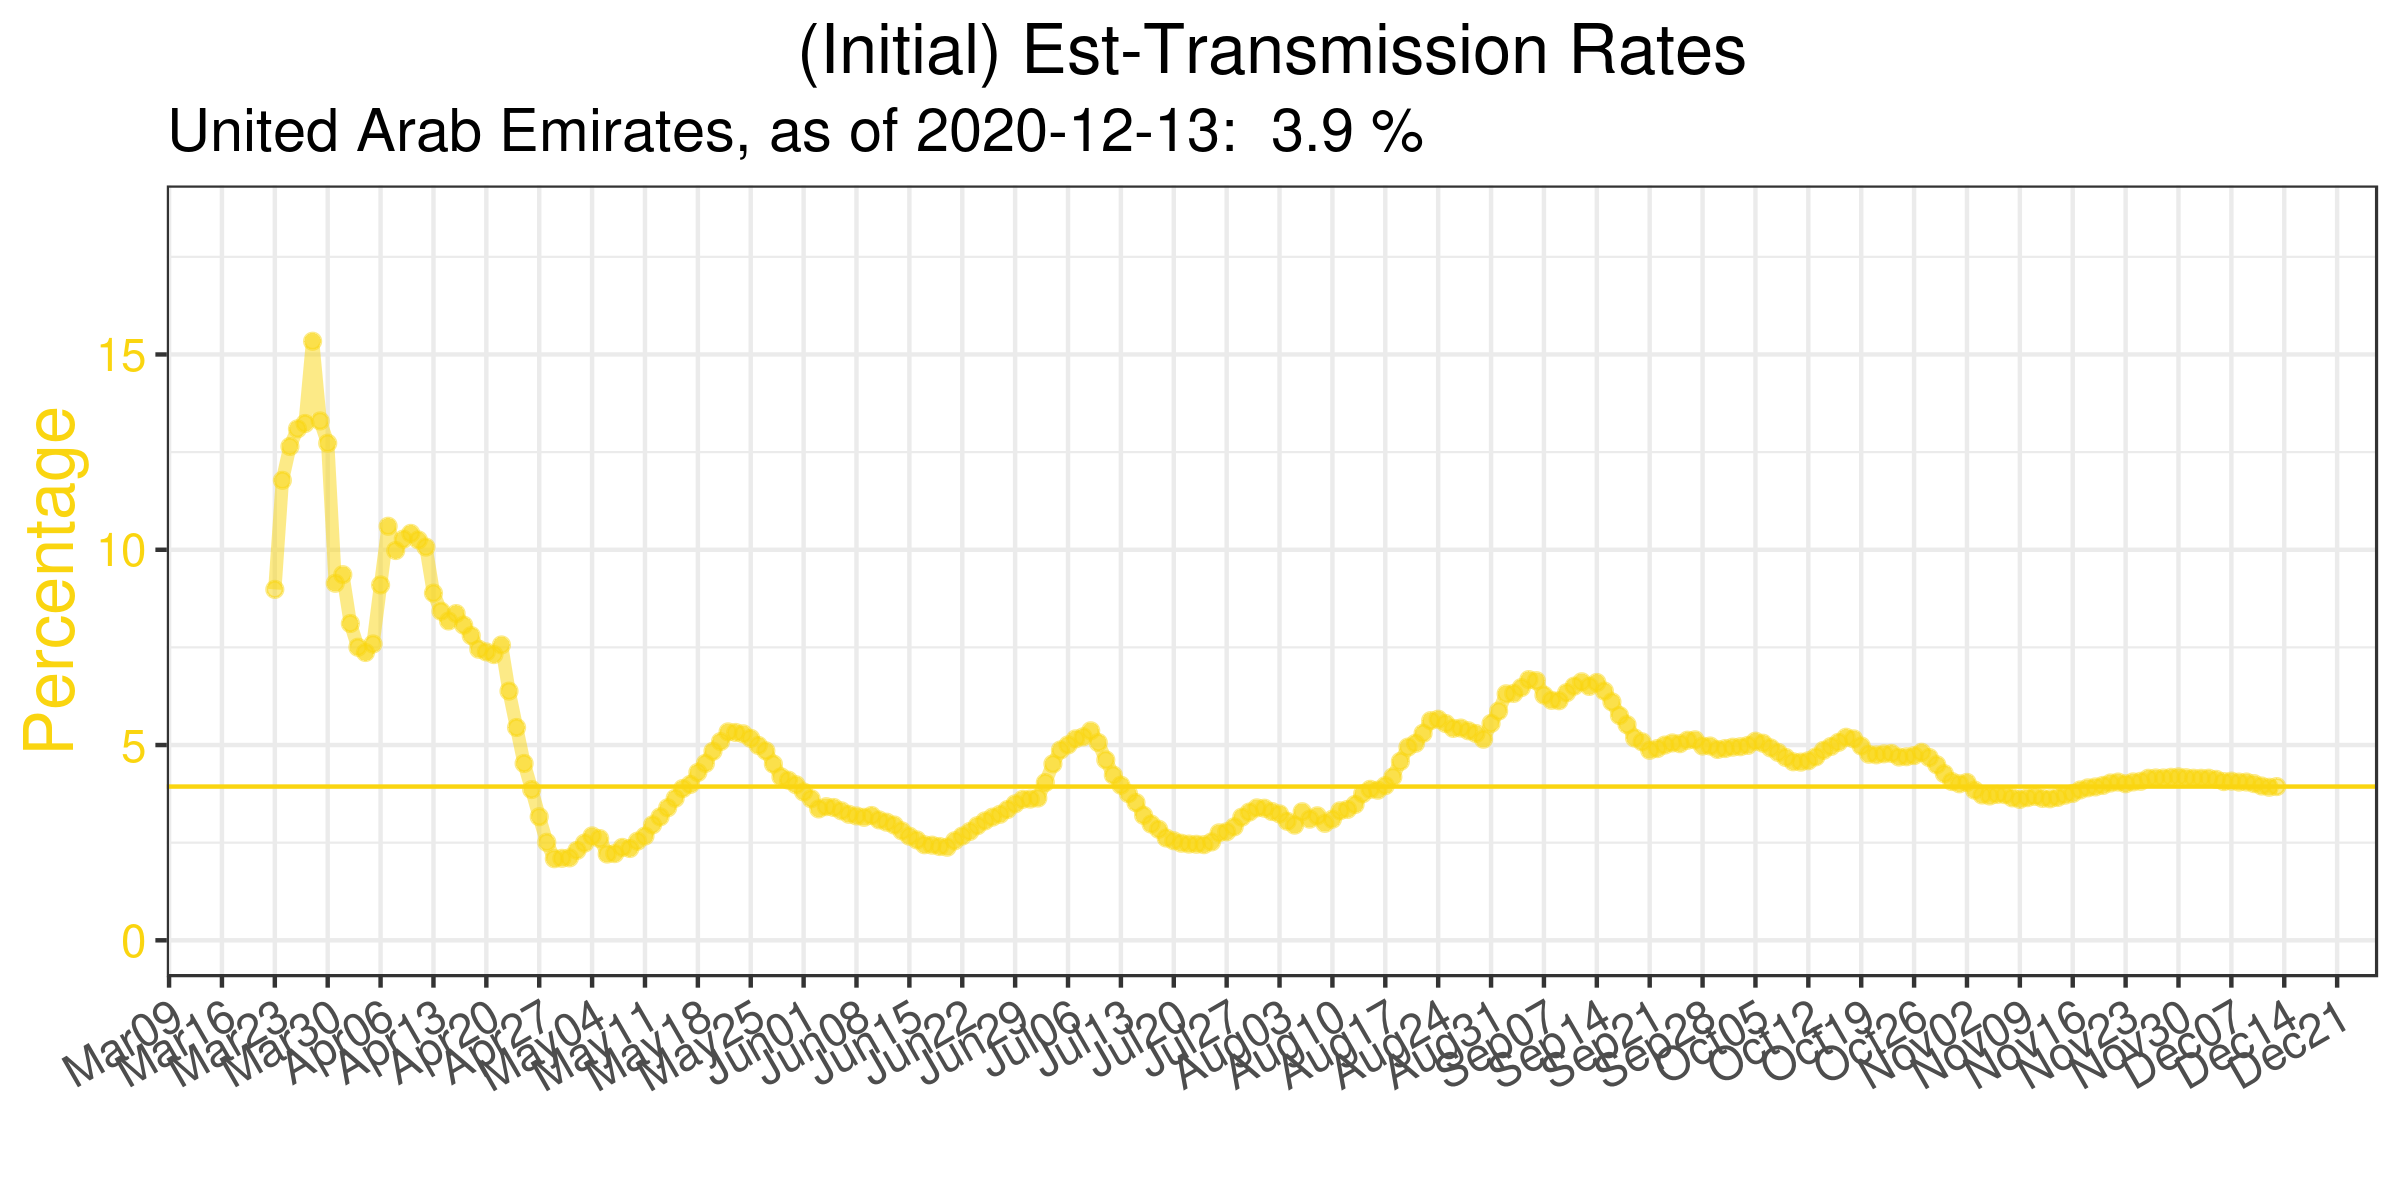 (Initial) Est-Transmission Rates
United Arab Emirates, as of 2020-12-13:  3.9 %
Percentage
15
10
5
0
Mar09
Mar16
Mar23
Mar30
Apr06
Apr13
Apr20
Apr27
May04
May11
May18
May25
Jun01
Jun08
Jun15
Jun22
Jun29
Jul06
Jul13
Jul20
Jul27
Aug03
Aug10
Aug17
Aug24
Aug31
Sep07
Sep14
Sep21
Sep28
Oct05
Oct12
Oct19
Oct26
Nov02
Nov09
Nov16
Nov23
Nov30
Dec07
Dec14
Dec21